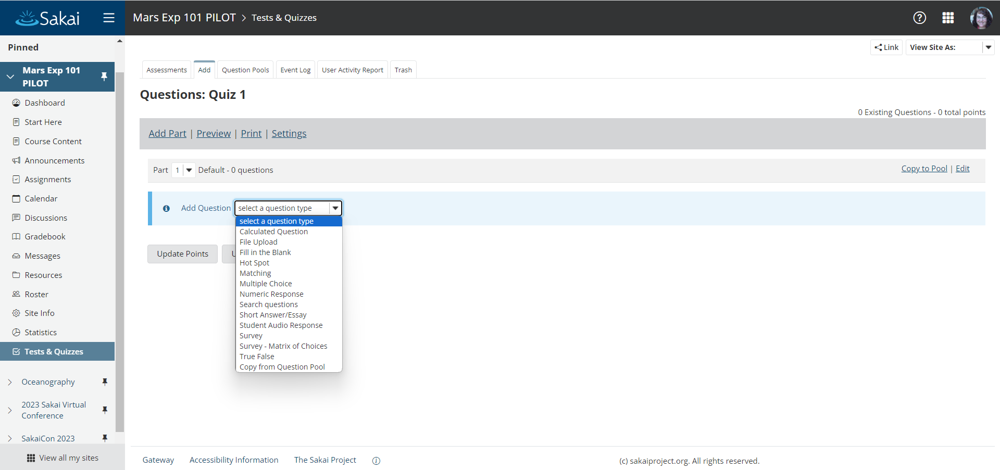 Sakai
Mars Exp 101 PILOT > Tests & Quizzes
Pinned
Mars Exp 101
PILOT
Dashboard
Start Here
Course Content
Announcements
Assignments
Calendar
Discussions
Gradebook
Messages
Resources
Roster
Site Info
Statistics
Tests & Quizzes
Oceanography
2023 Sakai Virtual
Conference
SakaiCon 2023
View all my sites
Link
View Site As:
Assessments
Add
Question Pools
Event Log
User Activity Report
Trash
Questions: Quiz 1
0 Existing Questions - 0 total points
Add Part | Preview | Print | Settings
Part 1 Default - 0 questions
Copy to Pool | Edit
Add Question select a question type
select a question type
Calculated Question
File Upload
Fill in the Blank
Hot Spot
Matching
Multiple Choice
Numeric Response
Search questions
Short Answer/Essay
Student Audio Response
Survey
Survey - Matrix of Choices
True False
Copy from Question Pool
Update Points
Gateway
Accessibility Information
The Sakai Project
(c) sakaiproject.org. All rights reserved.